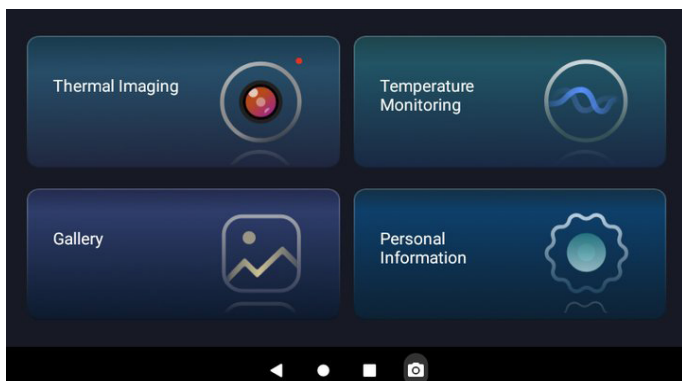 Thermal Imaging
Temperature
Monitoring
Gallery
Personal
Information